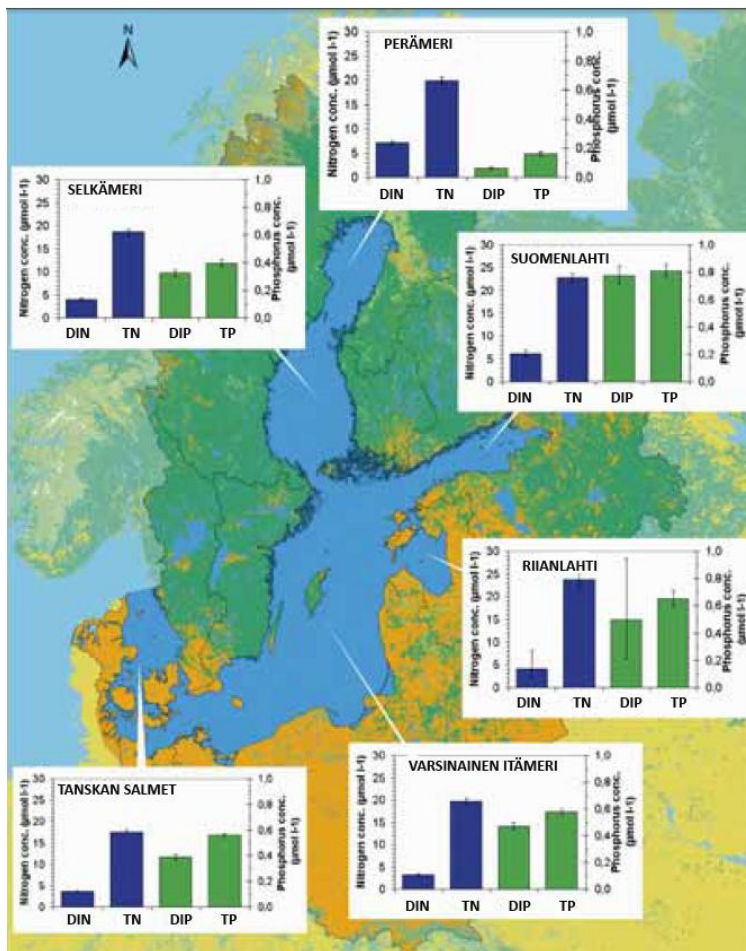 N
PERÄMERI
Nitrogen conc. (µmol l-1)
30
25
20
15
10
5
0
1,0
0,8
0,6
0,4
0,2
0,0
Phosphorus conc.
(µmol l-1)
DIN TN DIP TP
SELKÄMERI
Nitrogen conc. (µmol l-1)
30
25
20
15
10
5
0
1,0
0,8
0,6
0,4
0,2
0,0
Phosphorus conc.
(µmol l-1)
DIN TN DIP TP
SUOMENLAHTI
Nitrogen conc. (µmol l-1)
30
25
20
15
10
5
0
1,0
0,8
0,6
0,4
0,2
0,0
Phosphorus conc.
(µmol l-1)
DIN TN DIP TP
RIIANLAHTI
Nitrogen conc. (µmol l-1)
30
25
20
15
10
5
0
1,0
0,8
0,6
0,4
0,2
0,0
Phosphorus conc.
(µmol l-1)
DIN TN DIP TP
TANSKAN SALMET
Nitrogen conc. (µmol l-1)
30
25
20
15
10
5
0
1,0
0,8
0,6
0,4
0,2
0,0
Phosphorus conc.
(µmol l-1)
DIN TN DIP TP
VARSINAINEN ITÄMERI
Nitrogen conc. (µmol l-1)
30
25
20
15
10
5
0
1,0
0,8
0,6
0,4
0,2
0,0
Phosphorus conc.
(µmol l-1)
DIN TN DIP TP